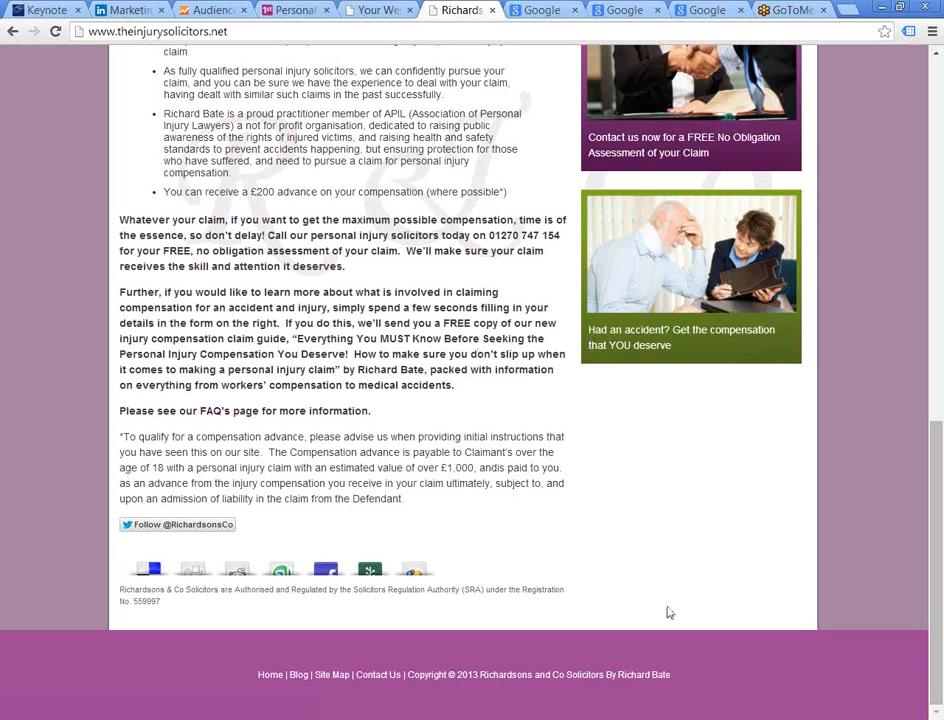 Keynote
Marketin
Audience
Personal
Your We
Richards
Google
Google
Google
GoToMe
www.theinjurysolicitors.net
claim.
• As fully qualified personal injury solicitors, we can confidently pursue your
claim, and you can be sure we have the experience to deal with your claim,
having dealt with similar such claims in the past successfully.
• Richard Bate is a proud practitioner member of APIL (Association of Personal
Injury Lawyers) a not for profit organisation, dedicated to raising public
awareness of the rights of injured victims, and raising health and safety
standards to prevent accidents happening, but ensuring protection for those
who have suffered, and need to pursue a claim for personal injury
compensation.
• You can receive a £200 advance on your compensation (where possible*)
Whatever your claim, if you want to get the maximum possible compensation, time is of
the essence, so don't delay! Call our personal injury solicitors today on 01270 747 154
for your FREE, no obligation assessment of your claim. We'll make sure your claim
receives the skill and attention it deserves.
Further, if you would like to learn more about what is involved in claiming
compensation for an accident and injury, simply spend a few seconds filling in your
details in the form on the right. If you do this, we'll send you a FREE copy of our new
injury compensation claim guide, “Everything You MUST Know Before Seeking the
Personal Injury Compensation You Deserve! How to make sure you don't slip up when
it comes to making a personal injury claim” by Richard Bate, packed with information
on everything from workers' compensation to medical accidents.
Please see our FAQ's page for more information.
*To qualify for a compensation advance, please advise us when providing initial instructions that
you have seen this on our site. The Compensation advance is payable to Claimant's over the
age of 18 with a personal injury claim with an estimated value of over £1,000, andis paid to you.
as an advance from the injury compensation you receive in your claim ultimately, subject to, and
upon an admission of liability in the claim from the Defendant.
Follow @RichardsonsCo
Richardsons & Co Solicitors are Authorised and Regulated by the Solicitors Regulation Authority (SRA) under the Registration
No. 559997
Contact us now for a FREE No Obligation
Assessment of your Claim
Had an accident? Get the compensation
that YOU deserve
Home | Blog | Site Map | Contact Us | Copyright © 2013 Richardsons and Co Solicitors By Richard Bate